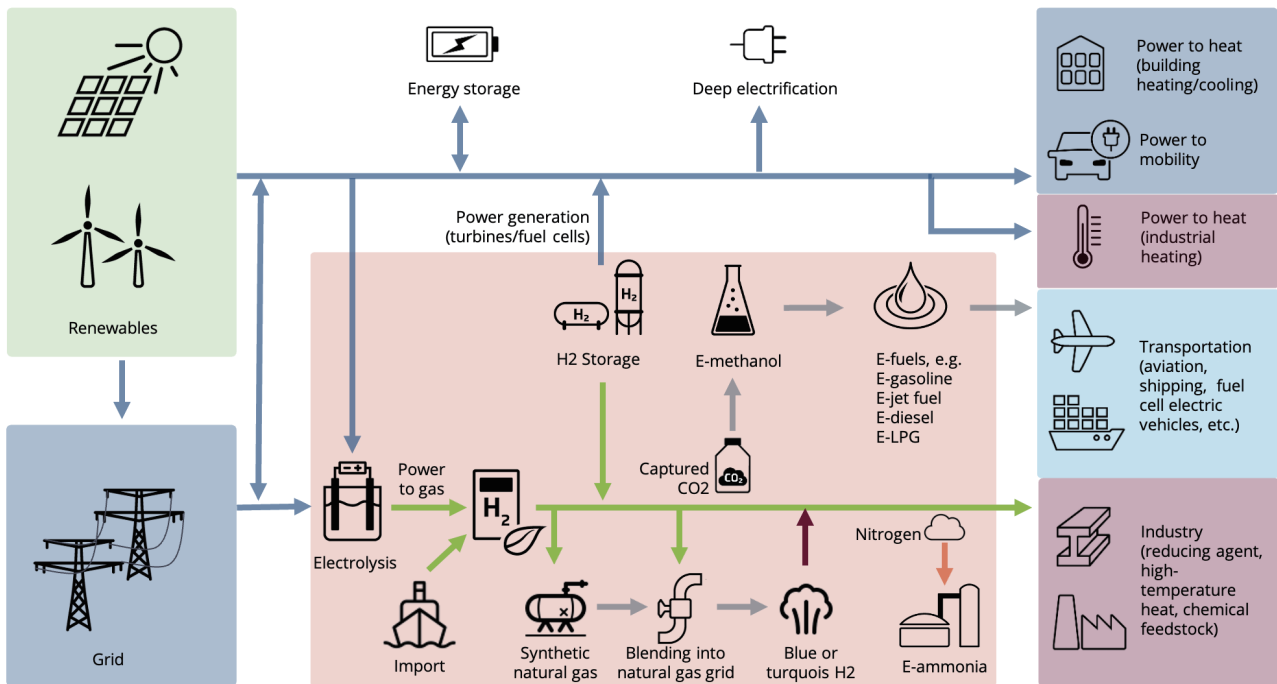 Energy storage
Deep electrification
Power to heat
(building
heating/cooling)
Power to
mobility
Renewables
Power generation
(turbines/fuel cells)
Power to heat
(industrial
heating)
H₂
H₂
H2 Storage
E-methanol
E-fuels, e.g.
E-gasoline
E-jet fuel
E-diesel
E-LPG
Transportation
(aviation,
shipping, fuel
cell electric
vehicles, etc.)
Captured
CO2
CO₂
Grid
Electrolysis
Power
to gas
H₂
Import
Synthetic
natural gas
Blending into
natural gas grid
Blue or
turquois H2
Nitrogen
E-ammonia
Industry
(reducing agent,
high-
temperature
heat, chemical
feedstock)